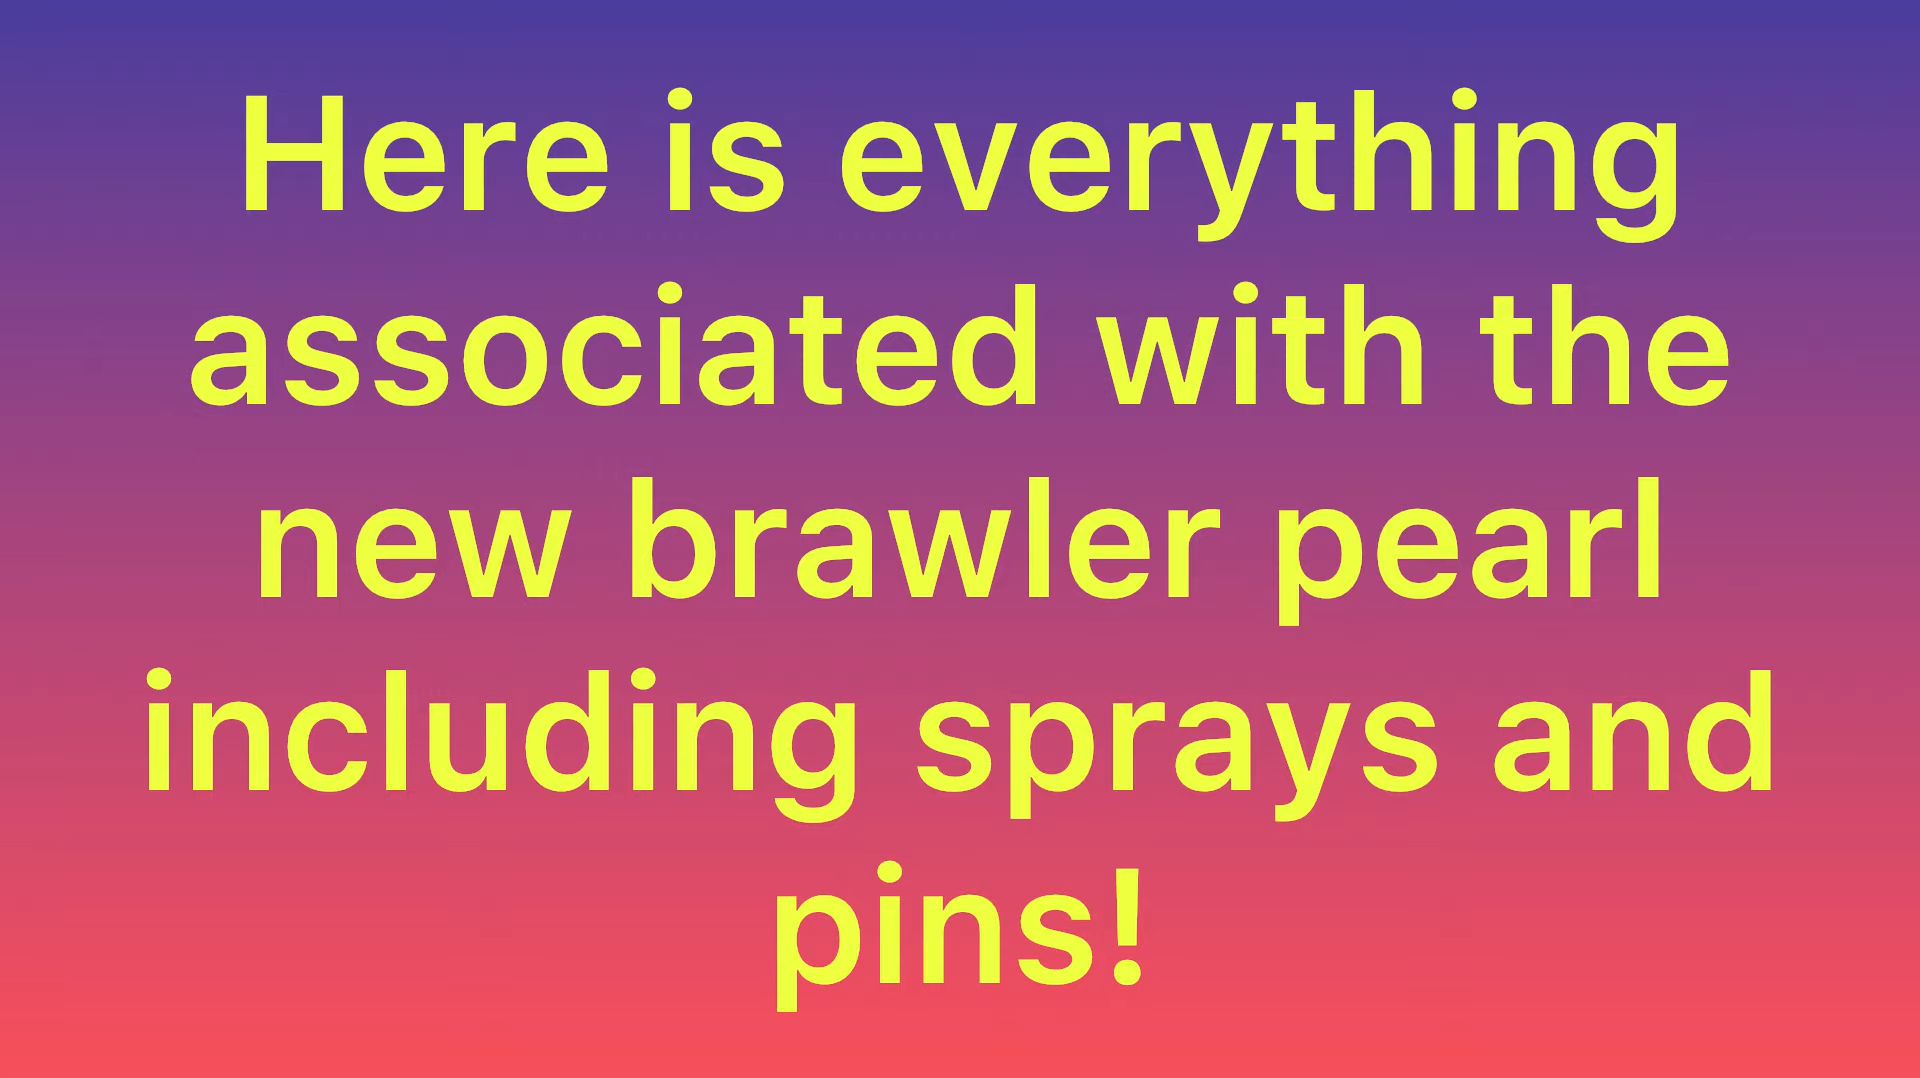 Here is everything
associated with the
new brawler pearl
including sprays and
pins!